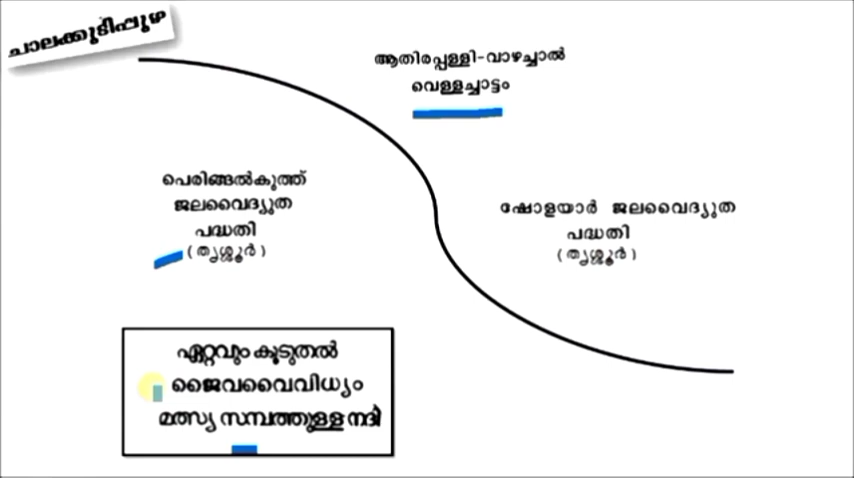 ചാലക്കുടിപ്പുഴ
ആതിരപ്പള്ളി-വാഴച്ചാൽ
വെള്ളച്ചാട്ടം
പെരിങ്ങൽകുത്ത്
ജലവൈദ്യുത
പദ്ധതി
(തൃശ്ശൂർ)
ഷോളയാർ ജലവൈദ്യുത
പദ്ധതി
(തൃശ്ശൂർ)
ഏറ്റവും കൂടുതൽ
ജൈവവൈവിധ്യം
മത്സ്യ സമ്പത്തുള്ള നദി